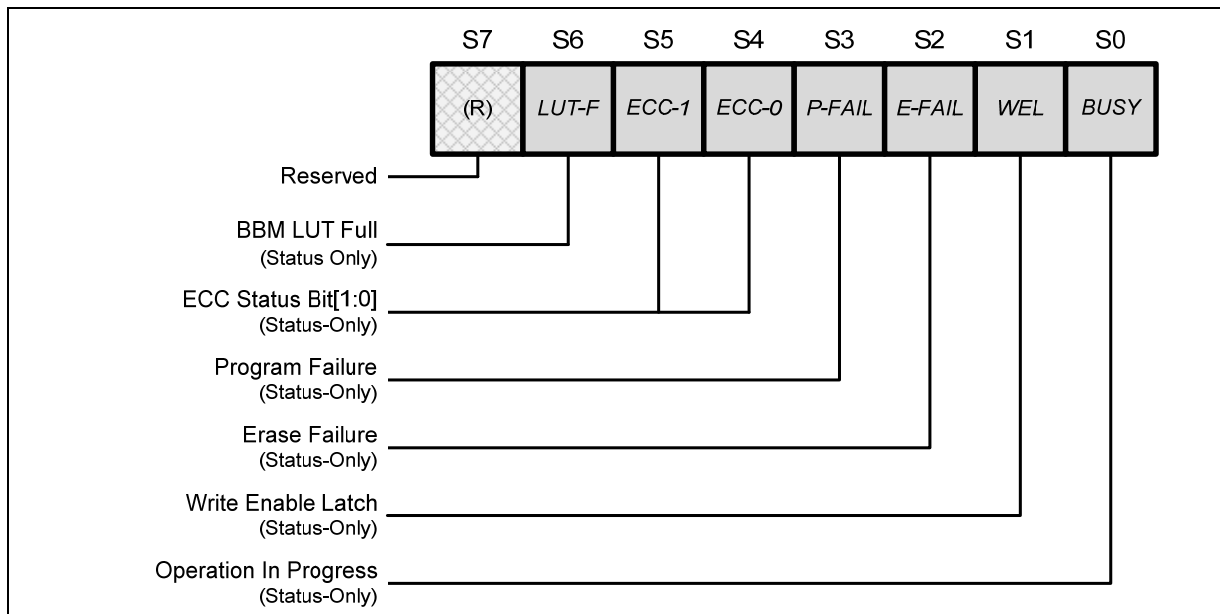 S7 S6 S5 S4 S3 S2 S1 S0
(R) LUT-F ECC-1 ECC-0 P-FAIL E-FAIL WEL BUSY
Reserved
BBM LUT Full
(Status Only)
ECC Status Bit[1:0]
(Status-Only)
Program Failure
(Status-Only)
Erase Failure
(Status-Only)
Write Enable Latch
(Status-Only)
Operation In Progress
(Status-Only)